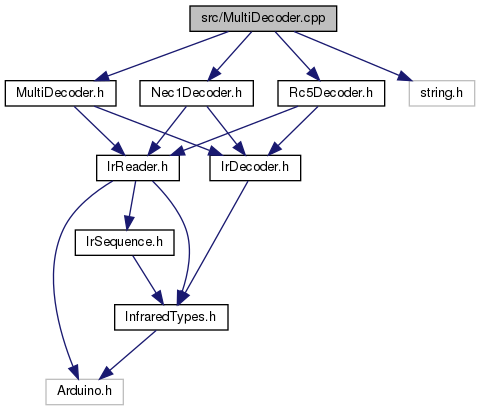 src/MultiDecoder.cpp
MultiDecoder.h
Nec1Decoder.h
Rc5Decoder.h
string.h
IrReader.h
IrDecoder.h
IrSequence.h
InfraredTypes.h
Arduino.h